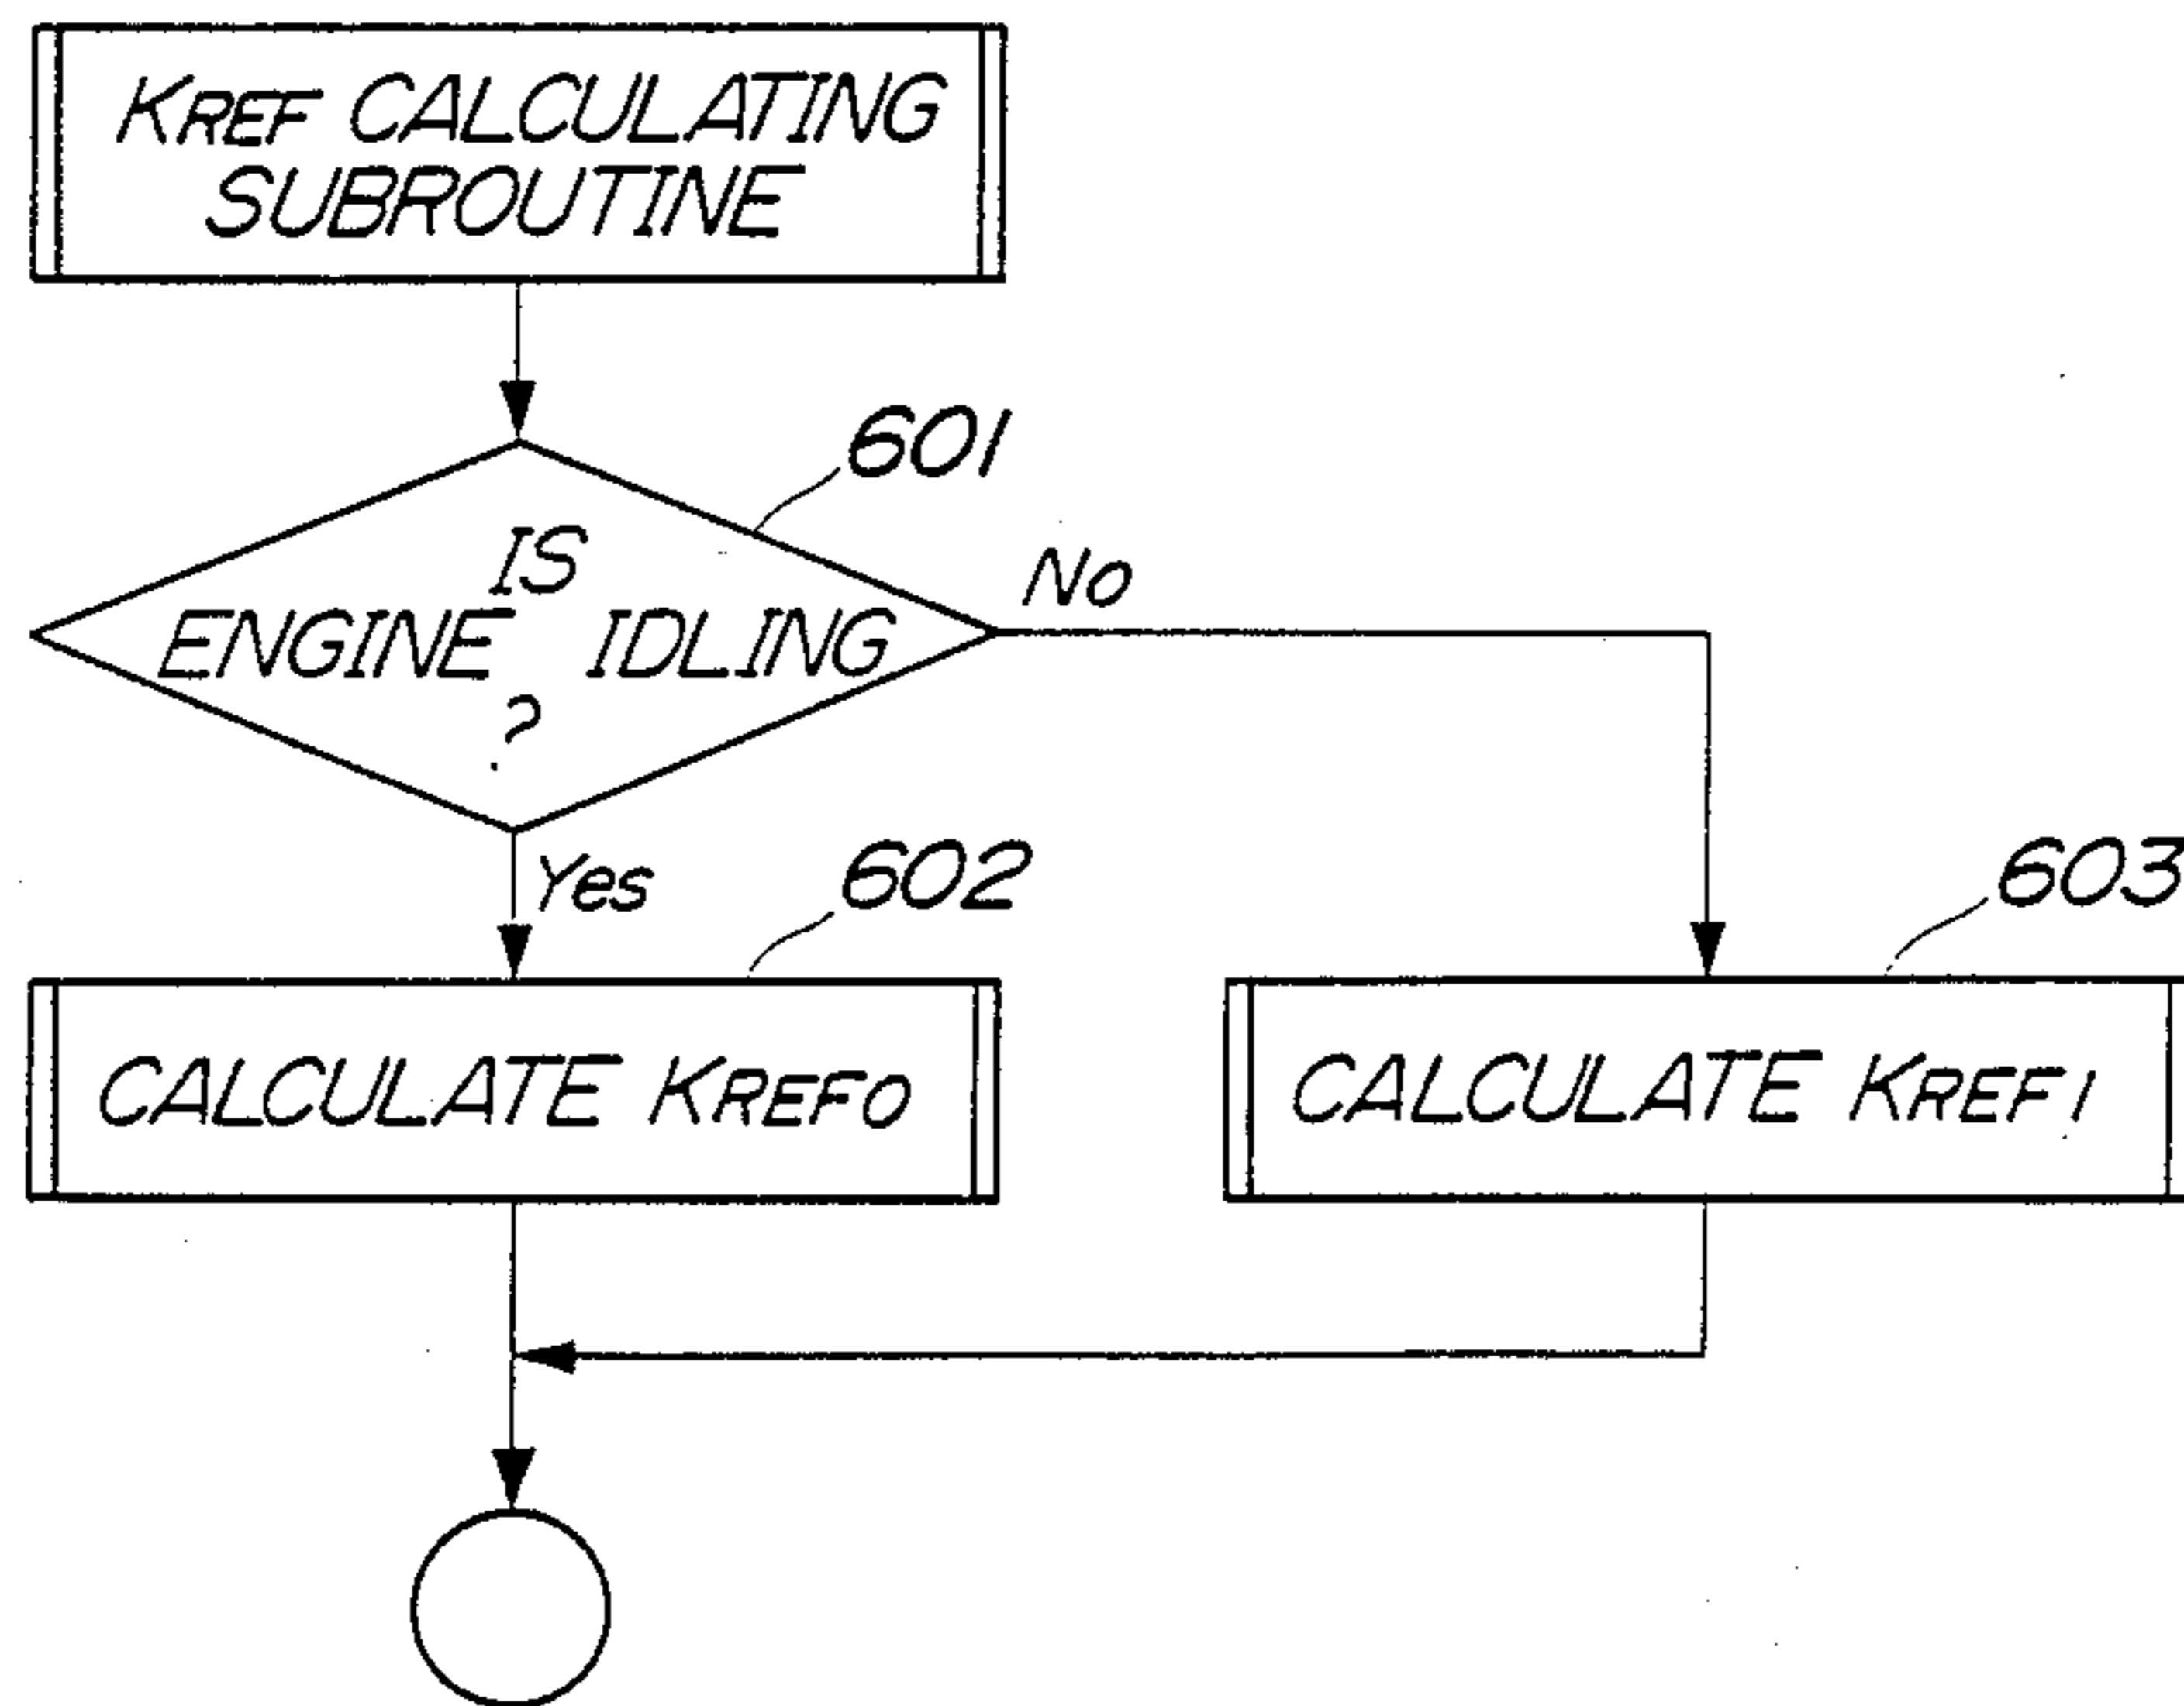 KREF CALCULATING
SUBROUTINE
601
IS
ENGINE IDLING
?
No
Yes
602
603
CALCULATE KREF0
CALCULATE KREF1